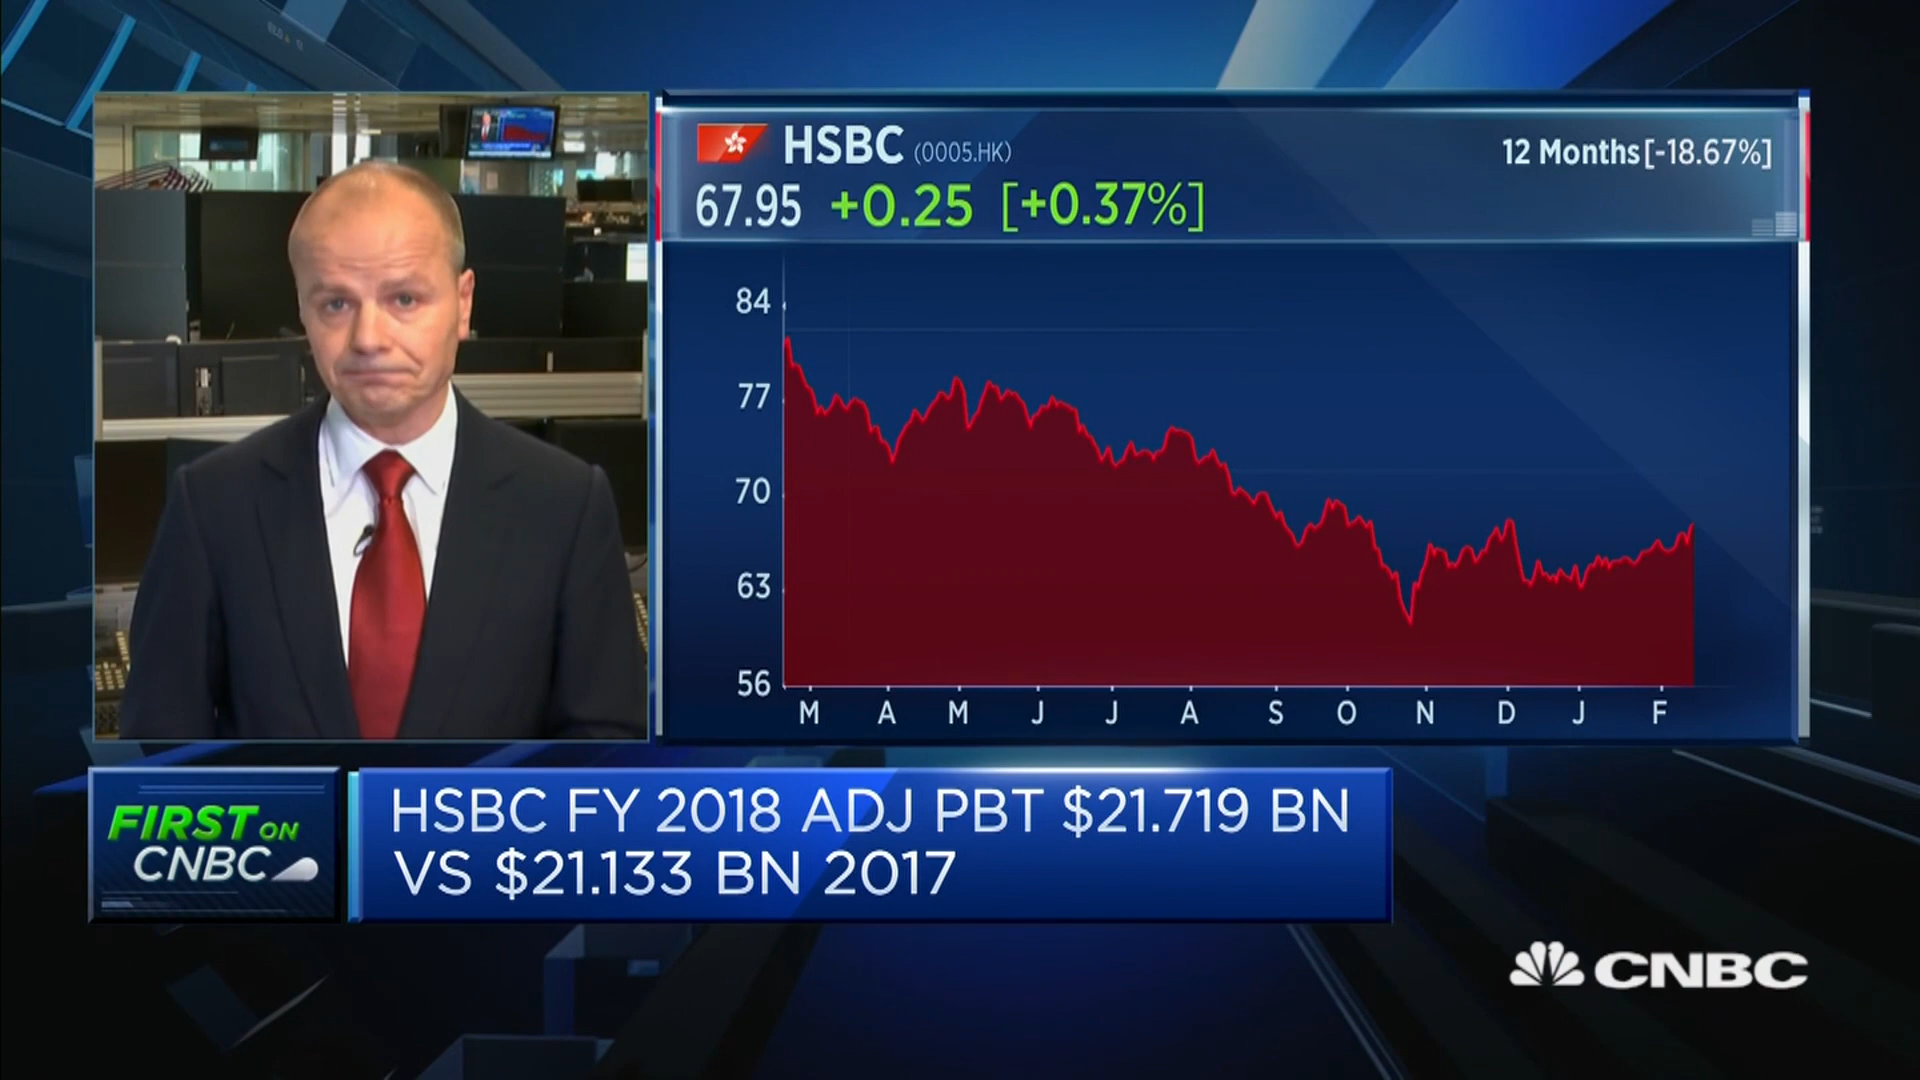 HSBC (0005.HK)
12 Months [-18.67%]
67.95 +0.25 [+0.37%]
84
77
70
63
56
M A M J J A S O N D J F
FIRST ON
CNBC
HSBC FY 2018 ADJ PBT $21.719 BN
VS $21.133 BN 2017
CNBC